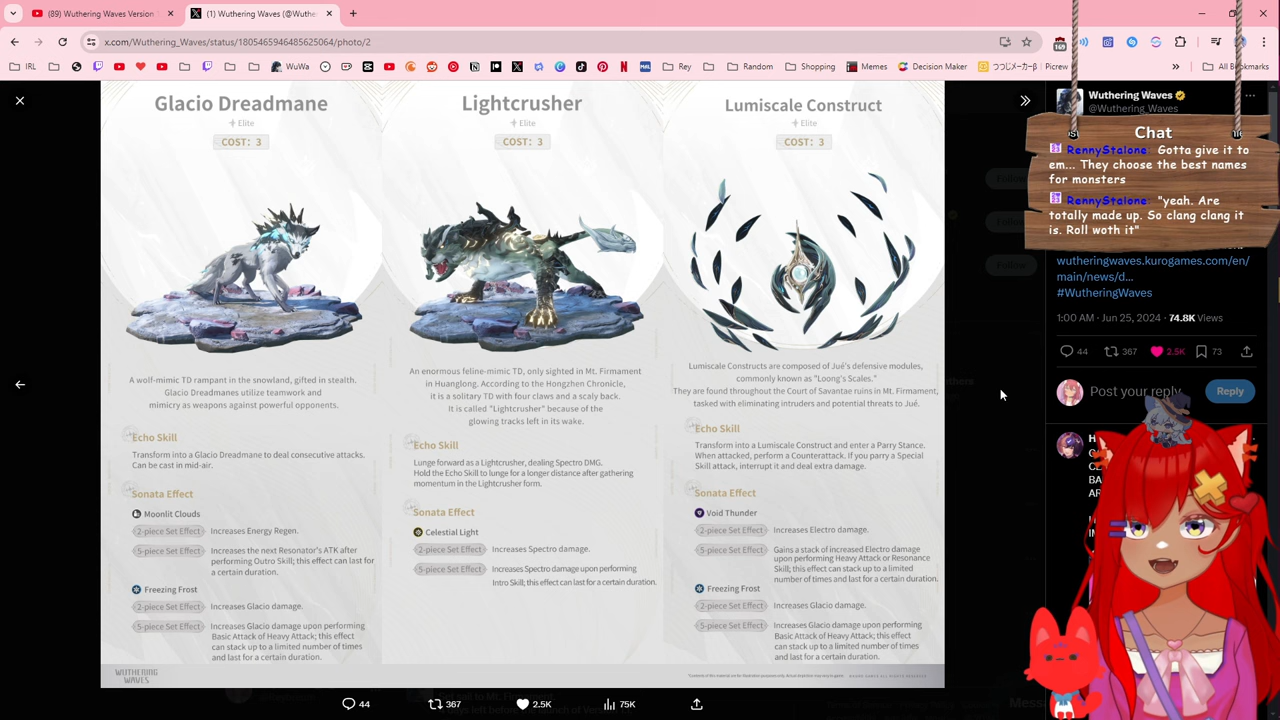 (89) Wuthering Waves Version
(1) Wuthering Waves (@Wuthe
x.com/Wuthering_Waves/status/1805465946485625064/photo/2
169
IRL
WuWa
Rey
Random
Shopping
Memes
Decision Maker
つつじメーカーβ｜Picrew
All Bookmarks
Glacio Dreadmane
Elite
COST: 3
A wolf-mimic TD rampant in the snowland, gifted in stealth.
Glacio Dreadmanes utilize teamwork and
mimicry as weapons against powerful opponents.
Echo Skill
Transform into a Glacio Dreadmane to deal consecutive attacks.
Can be cast in mid-air.
Sonata Effect
Moonlit Clouds
2-piece Set Effect Increases Energy Regen.
5-piece Set Effect Increases the next Resonator's ATK after
performing Outro Skill; this effect can last for
a certain duration.
Freezing Frost
2-piece Set Effect Increases Glacio damage.
5-piece Set Effect Increases Glacio damage upon performing
Basic Attack of Heavy Attack; this effect
can stack up to a limited number of times
and last for a certain duration.
Lightcrusher
Elite
COST: 3
An enormous feline-mimic TD, only sighted in Mt. Firmament
in Huanglong. According to the Hongzhen Chronicle,
it is a solitary TD with four claws and a scaly back.
It is called "Lightcrusher" because of the
glowing tracks left in its wake.
Echo Skill
Lunge forward as a Lightcrusher, dealing Spectro DMG.
Hold the Echo Skill to lunge for a longer distance after gathering
momentum in the Lightcrusher form.
Sonata Effect
Celestial Light
2-piece Set Effect Increases Spectro damage.
5-piece Set Effect Increases Spectro damage upon performing
Intro Skill; this effect can last for a certain duration.
Lumiscale Construct
Elite
COST: 3
Lumiscale Constructs are composed of Jué's defensive modules,
commonly known as "Loong's Scales."
They are found throughout the Court of Savantae ruins in Mt. Firmament,
tasked with eliminating intruders and potential threats to Jué.
Echo Skill
Transform into a Lumiscale Construct and enter a Parry Stance.
When attacked, perform a Counterattack. If you parry a Special
Skill attack, interrupt it and deal extra damage.
Sonata Effect
Void Thunder
2-piece Set Effect Increases Electro damage.
5-piece Set Effect Gains a stack of increased Electro damage
upon performing Heavy Attack or Resonance
Skill; this effect can stack up to a limited
number of times and last for a certain duration.
Freezing Frost
2-piece Set Effect Increases Glacio damage.
5-piece Set Effect Increases Glacio damage upon performing
Basic Attack of Heavy Attack; this effect
can stack up to a limited number of times
and last for a certain duration.
WUTHERING
WAVES
44
367
2.5K
75K
Wuthering Waves
@Wuthering_Waves
Chat
RennyStalone: Gotta give it to
em... They choose the best names
for monsters
RennyStalone: "yeah. Are
totally made up. So clang clang it
is. Roll woth it"
wutheringwaves.kurogames.com/en/
main/news/d...
#WutheringWaves
1:00 AM · Jun 25, 2024 · 74.8K Views
44
367
2.5K
73
Post your reply
Reply